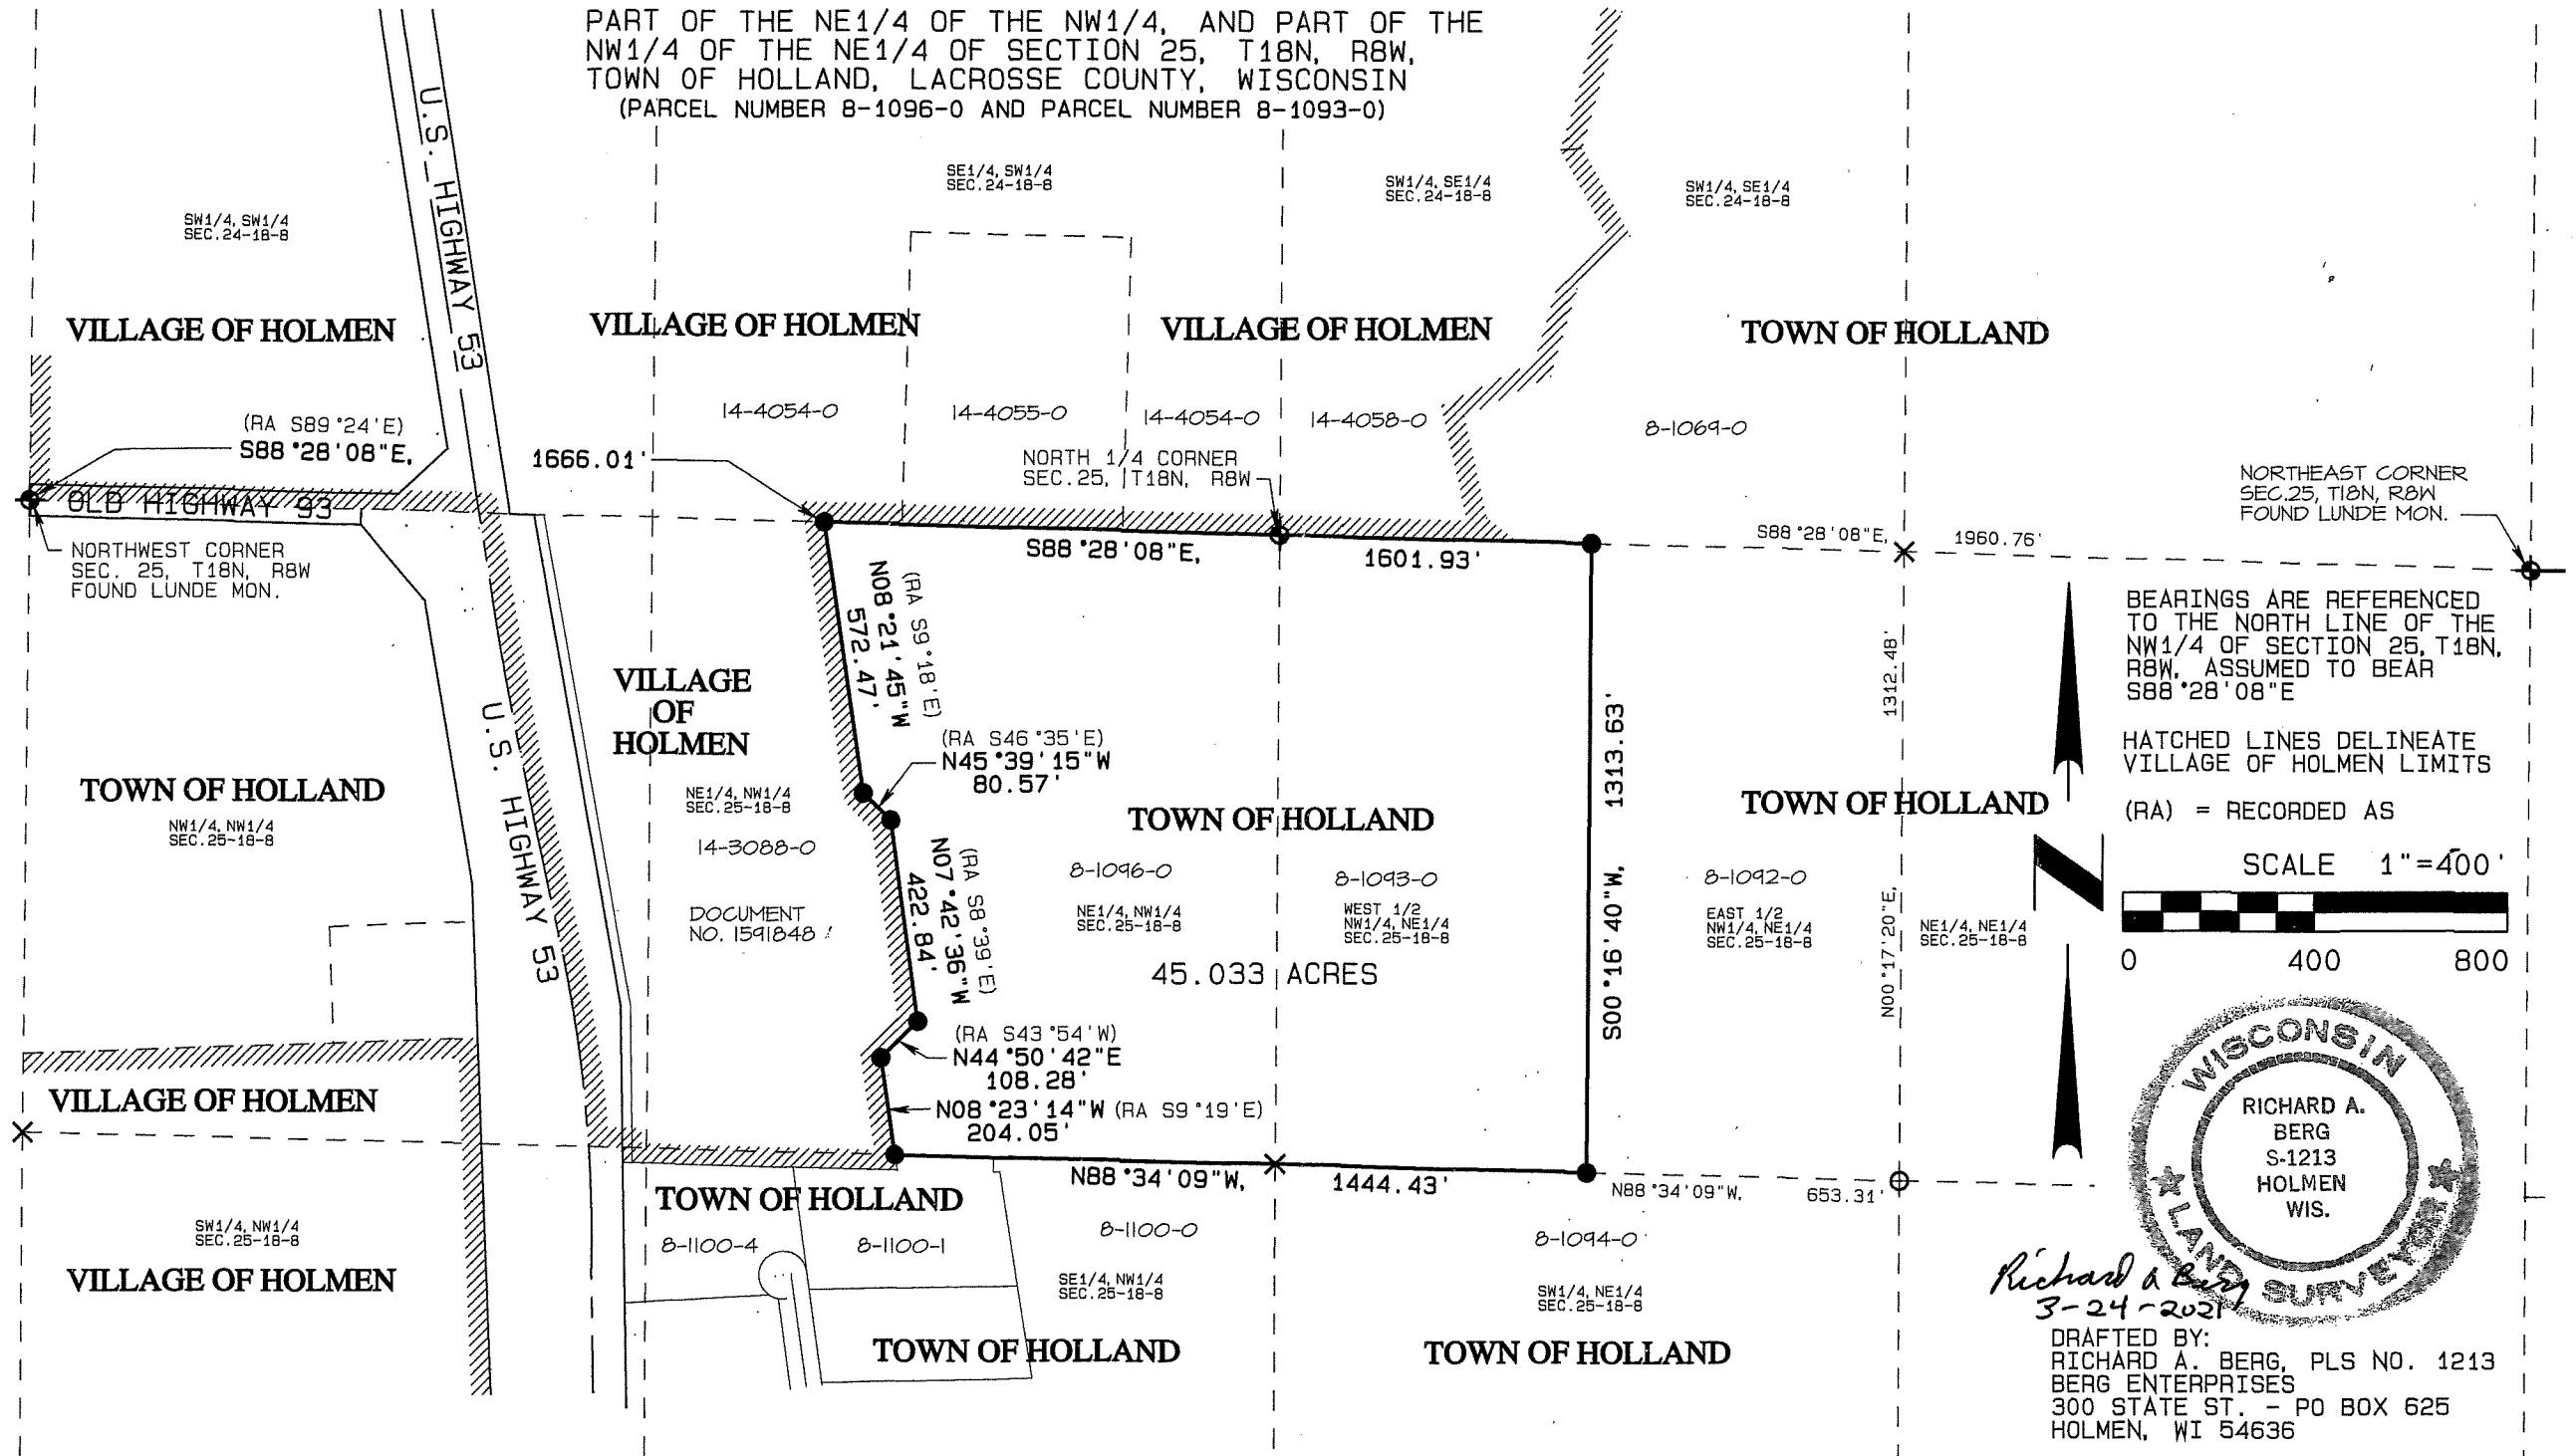 PART OF THE NE1/4 OF THE NW1/4, AND PART OF THE
NW1/4 OF THE NE1/4 OF SECTION 25, T18N, R8W,
TOWN OF HOLLAND, LACROSSE COUNTY, WISCONSIN
(PARCEL NUMBER 8-1096-0 AND PARCEL NUMBER 8-1093-0)
U.S. HIGHWAY 53
SW1/4, SW1/4
SEC.24-18-8
SE1/4, SW1/4
SEC.24-18-8
SW1/4, SE1/4
SEC.24-18-8
SW1/4, SE1/4
SEC.24-18-8
VILLAGE OF HOLMEN
VILLAGE OF HOLMEN
VILLAGE OF HOLMEN
TOWN OF HOLLAND
14-4054-0
14-4055-0
14-4054-0
14-4058-0
8-1069-0
(RA S89°24'E)
S88°28'08"E,
1666.01'
NORTH 1/4 CORNER
SEC.25, T18N, R8W
NORTHEAST CORNER
SEC.25, T18N, R8W
FOUND LUNDE MON.
OLD HIGHWAY 93
NORTHWEST CORNER
SEC. 25, T18N, R8W
FOUND LUNDE MON.
S88°28'08"E,
1601.93'
S88°28'08"E,
1960.76'
(RA S9°18'E)
N08°21'45"W
572.47'
BEARINGS ARE REFERENCED
TO THE NORTH LINE OF THE
NW1/4 OF SECTION 25, T18N,
R8W, ASSUMED TO BEAR
S88°28'08"E
HATCHED LINES DELINEATE
VILLAGE OF HOLMEN LIMITS
(RA) = RECORDED AS
SCALE 1"=400'
0 400 800
N
VILLAGE
OF
HOLMEN
U.S. HIGHWAY 53
(RA S46°35'E)
N45°39'15"W
80.57'
1313.63'
S00°16'40"W,
1312.48'
N00°17'20"E,
TOWN OF HOLLAND
NW1/4, NW1/4
SEC.25-18-8
NE1/4, NW1/4
SEC.25-18-8
14-3088-0
DOCUMENT
NO. 1591848
TOWN OF HOLLAND
TOWN OF HOLLAND
(RA S8°39'E)
N07°42'36"W
422.84'
8-1096-0
NE1/4, NW1/4
SEC.25-18-8
8-1093-0
WEST 1/2
NW1/4, NE1/4
SEC.25-18-8
8-1092-0
EAST 1/2
NW1/4, NE1/4
SEC.25-18-8
NE1/4, NE1/4
SEC.25-18-8
45.033 ACRES
(RA S43°54'W)
N44°50'42"E
108.28'
N08°23'14"W (RA S9°19'E)
204.05'
VILLAGE OF HOLMEN
N88°34'09"W,
1444.43'
N88°34'09"W,
653.31'
TOWN OF HOLLAND
8-1100-4
8-1100-1
8-1100-0
8-1094-0
SW1/4, NW1/4
SEC.25-18-8
VILLAGE OF HOLMEN
SE1/4, NW1/4
SEC.25-18-8
SW1/4, NE1/4
SEC.25-18-8
TOWN OF HOLLAND
TOWN OF HOLLAND
WISCONSIN
RICHARD A.
BERG
S-1213
HOLMEN
WIS.
LAND SURVEYOR
Richard A Berg
3-24-2021
DRAFTED BY:
RICHARD A. BERG, PLS NO. 1213
BERG ENTERPRISES
300 STATE ST. - PO BOX 625
HOLMEN, WI 54636